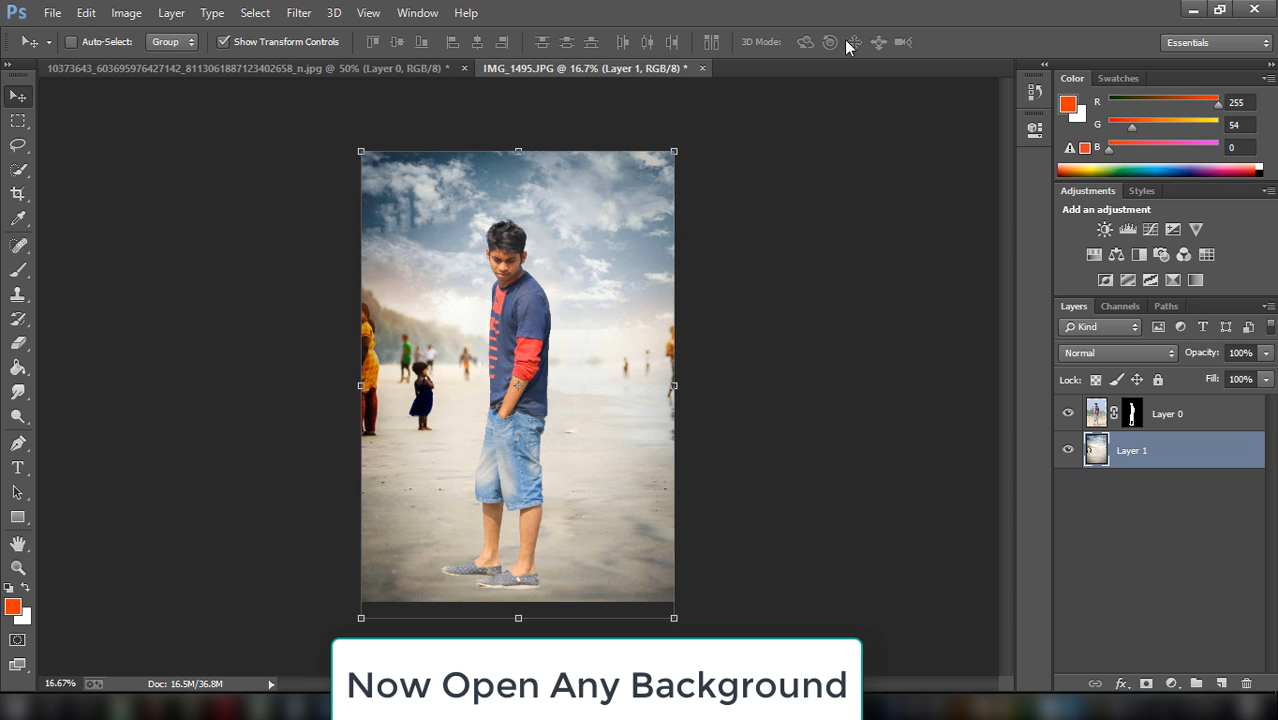 Ps File Edit Image Layer Type Select Filter 3D View Window Help
Auto-Select: Group Show Transform Controls 3D Mode: Essentials
10373643_603695976427142_8113061887123402658_n.jpg @ 50% (Layer 0, RGB/8) * × IMG_1495.JPG @ 16.7% (Layer 1, RGB/8) * ×
Color Swatches
R 255
G 54
B 0
Adjustments Styles
Add an adjustment
Layers Channels Paths
Kind
Normal Opacity: 100%
Lock: Fill: 100%
Layer 0
Layer 1
16.67% Doc: 16.5M/36.8M
Now Open Any Background